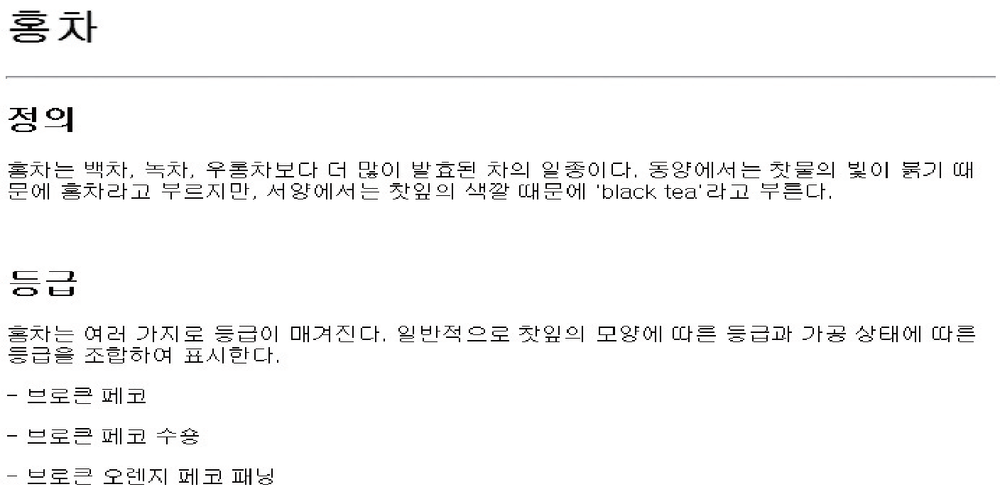 홍차
정의
홍차는 백차, 녹차, 우롱차보다 더 많이 발효된 차의 일종이다. 동양에서는 찻물의 빛이 붉기 때
문에 홍차라고 부르지만, 서양에서는 찻잎의 색깔 때문에 'black tea'라고 부른다.
등급
홍차는 여러 가지로 등급이 매겨진다. 일반적으로 찻잎의 모양에 따른 등급과 가공 상태에 따른
등급을 조합하여 표시한다.
- 브로큰 페코
- 브로큰 페코 수숑
- 브로큰 오렌지 페코 패닝